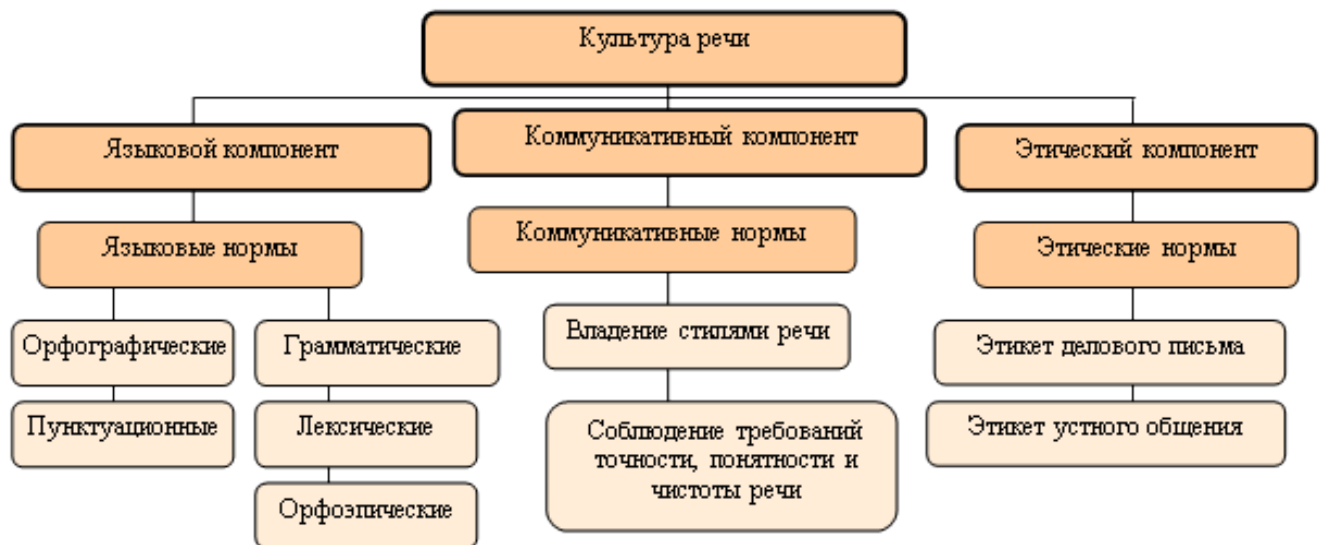 Культура речи
Языковой компонент
Коммуникативный компонент
Этический компонент
Языковые нормы
Коммуникативные нормы
Этические нормы
Орфографические
Грамматические
Владение стилями речи
Этикет делового письма
Пунктуационные
Лексические
Соблюдение требований
точности, понятности и
чистоты речи
Этикет устного общения
Орфоэпические